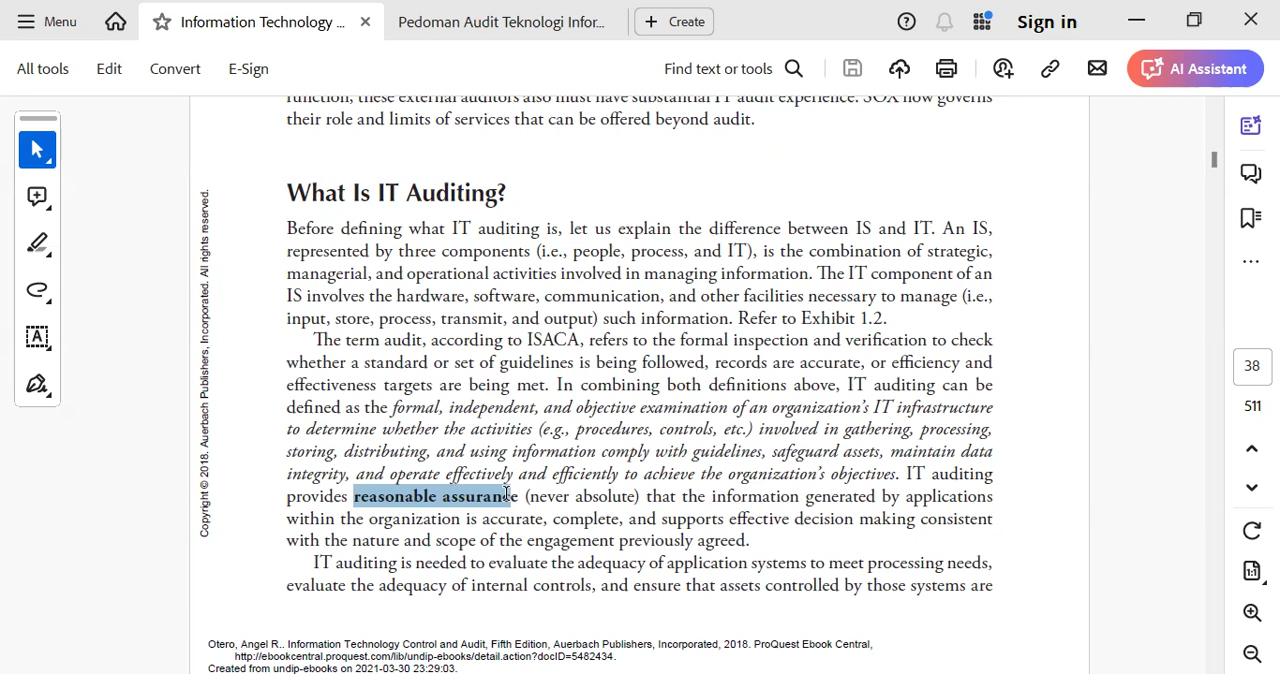 Menu
Information Technology ...
Pedoman Audit Teknologi Infor...
Create
Sign in
All tools
Edit
Convert
E-Sign
Find text or tools
AI Assistant
function, these external auditors also must have substantial IT audit experience. SOX now governs
their role and limits of services that can be offered beyond audit.
What Is IT Auditing?
Before defining what IT auditing is, let us explain the difference between IS and IT. An IS,
represented by three components (i.e., people, process, and IT), is the combination of strategic,
managerial, and operational activities involved in managing information. The IT component of an
IS involves the hardware, software, communication, and other facilities necessary to manage (i.e.,
input, store, process, transmit, and output) such information. Refer to Exhibit 1.2.
The term audit, according to ISACA, refers to the formal inspection and verification to check
whether a standard or set of guidelines is being followed, records are accurate, or efficiency and
effectiveness targets are being met. In combining both definitions above, IT auditing can be
defined as the formal, independent, and objective examination of an organization's IT infrastructure
to determine whether the activities (e.g., procedures, controls, etc.) involved in gathering, processing,
storing, distributing, and using information comply with guidelines, safeguard assets, maintain data
integrity, and operate effectively and efficiently to achieve the organization's objectives. IT auditing
provides reasonable assurance (never absolute) that the information generated by applications
within the organization is accurate, complete, and supports effective decision making consistent
with the nature and scope of the engagement previously agreed.
IT auditing is needed to evaluate the adequacy of application systems to meet processing needs,
evaluate the adequacy of internal controls, and ensure that assets controlled by those systems are
Copyright © 2018. Auerbach Publishers, Incorporated. All rights reserved.
Otero, Angel R.. Information Technology Control and Audit, Fifth Edition, Auerbach Publishers, Incorporated, 2018. ProQuest Ebook Central,
http://ebookcentral.proquest.com/lib/undip-ebooks/detail.action?docID=5482434.
Created from undip-ebooks on 2021-03-30 23:29:03.
38
511
1:1